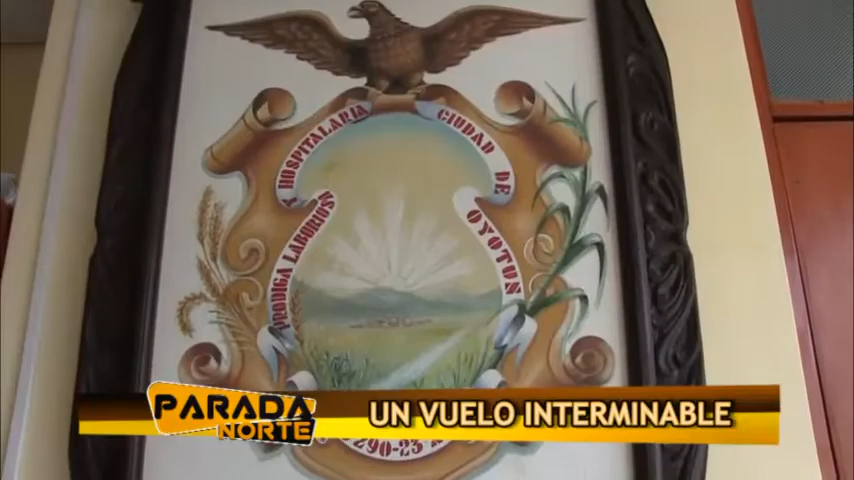 PRODIGA LABORIOSA
Y HOSPITALARIA
CIUDAD DE
OYOTUN
PARADA
NORTE
UN VUELO INTERMINABLE